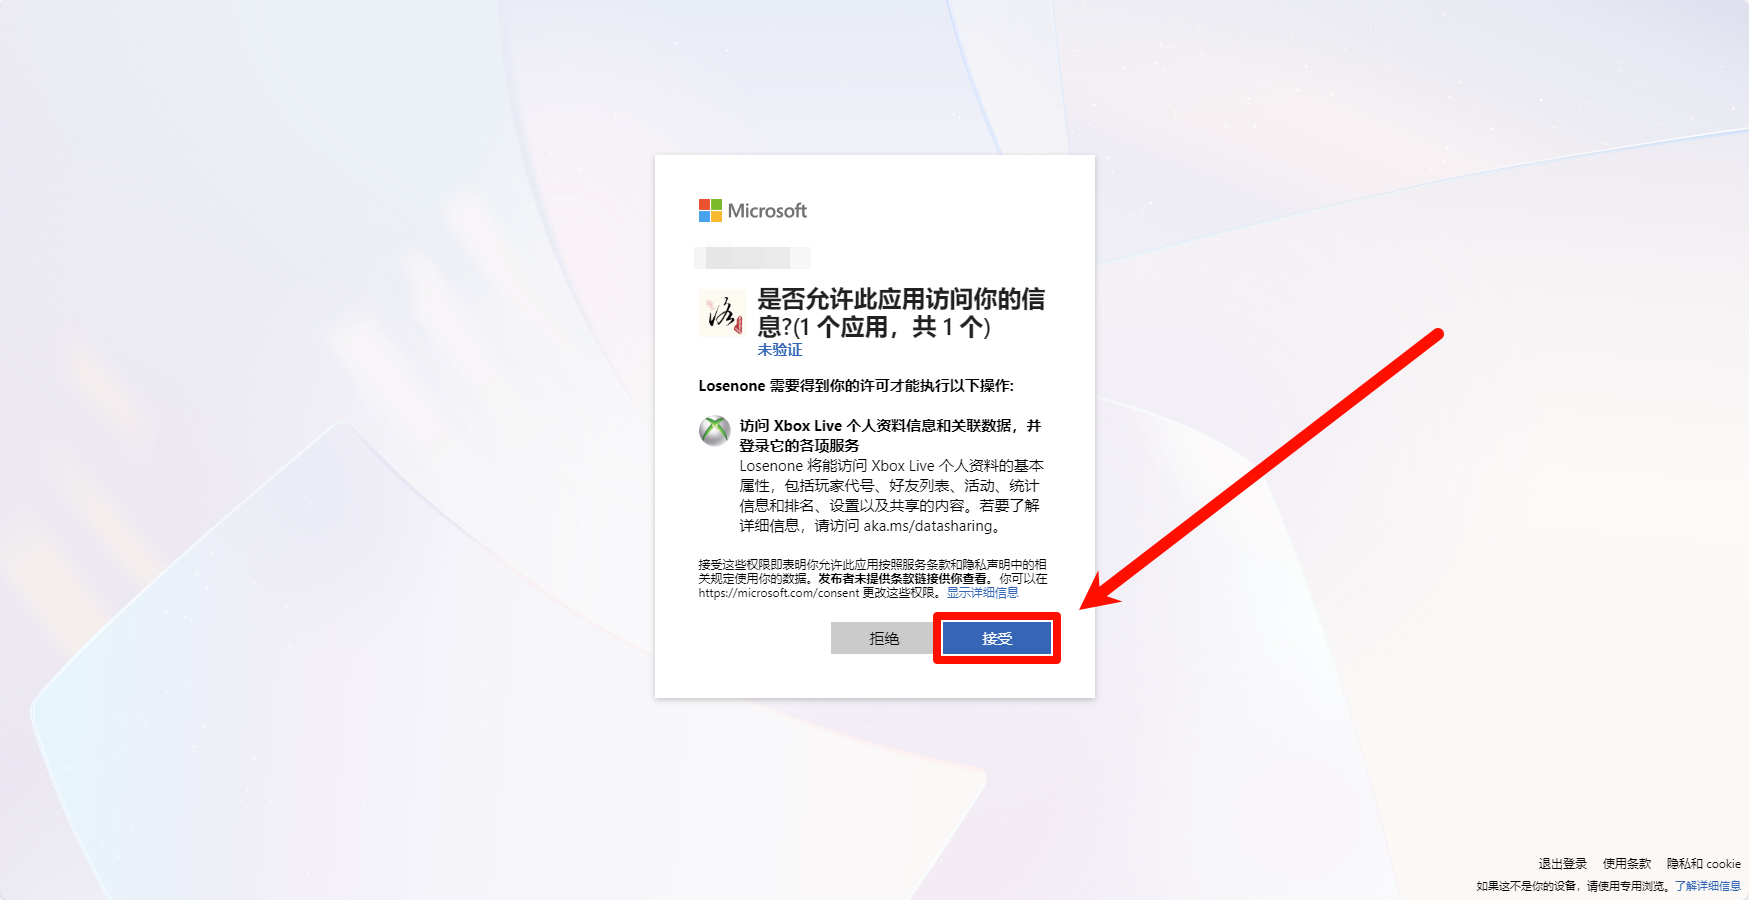 Microsoft
洛
是否允许此应用访问你的信
息?(1 个应用，共 1 个)
未验证
Losenone 需要得到你的许可才能执行以下操作:
访问 Xbox Live 个人资料信息和关联数据，并
登录它的各项服务
Losenone 将能访问 Xbox Live 个人资料的基本
属性，包括玩家代号、好友列表、活动、统计
信息和排名、设置以及共享的内容。若要了解
详细信息，请访问 aka.ms/datasharing。
接受这些权限即表明你允许此应用按照服务条款和隐私声明中的相
关规定使用你的数据。发布者未提供条款链接供你查看。你可以在
https://microsoft.com/consent 更改这些权限。显示详细信息
拒绝 接受
退出登录 使用条款 隐私和 cookie
如果这不是你的设备，请使用专用浏览。了解详细信息